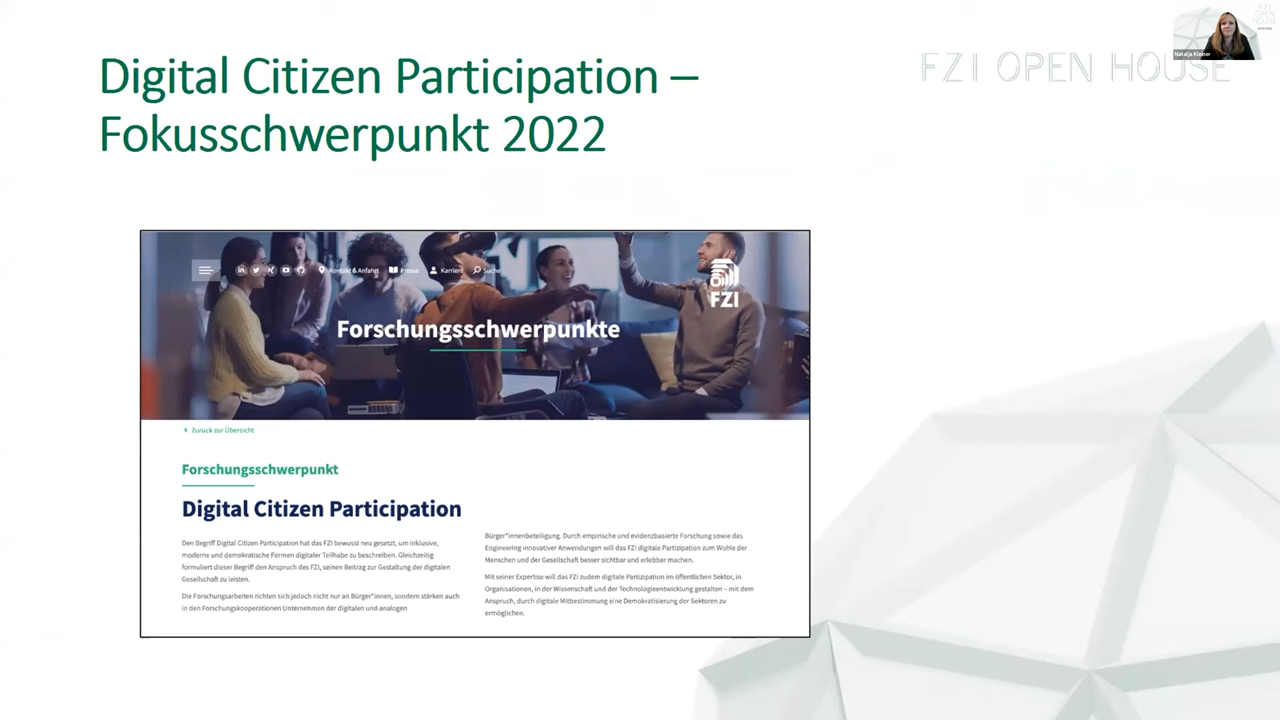 Digital Citizen Participation –
Fokusschwerpunkt 2022
FZI OPEN HOUSE
Natalja Kleiner
Kontakt & Anfahrt
Presse
Karriere
Suche
FZI
Forschungsschwerpunkte
Zurück zur Übersicht
Forschungsschwerpunkt
Digital Citizen Participation
Den Begriff Digital Citizen Participation hat das FZI bewusst neu gesetzt, um inklusive,
moderne und demokratische Formen digitaler Teilhabe zu beschreiben. Gleichzeitig
formuliert dieser Begriff den Anspruch des FZI, seinen Beitrag zur Gestaltung der digitalen
Gesellschaft zu leisten.
Die Forschungsarbeiten richten sich jedoch nicht nur an Bürger*innen, sondern stärken auch
in den Forschungskooperationen Unternehmen der digitalen und analogen
Bürger*innenbeteiligung. Durch empirische und evidenzbasierte Forschung sowie das
Engineering innovativer Anwendungen will das FZI digitale Partizipation zum Wohle der
Menschen und der Gesellschaft besser sichtbar und erlebbar machen.
Mit seiner Expertise will das FZI zudem digitale Partizipation im öffentlichen Sektor, in
Organisationen, in der Wissenschaft und der Technologieentwicklung gestalten – mit dem
Anspruch, durch digitale Mitbestimmung eine Demokratisierung der Sektoren zu
ermöglichen.